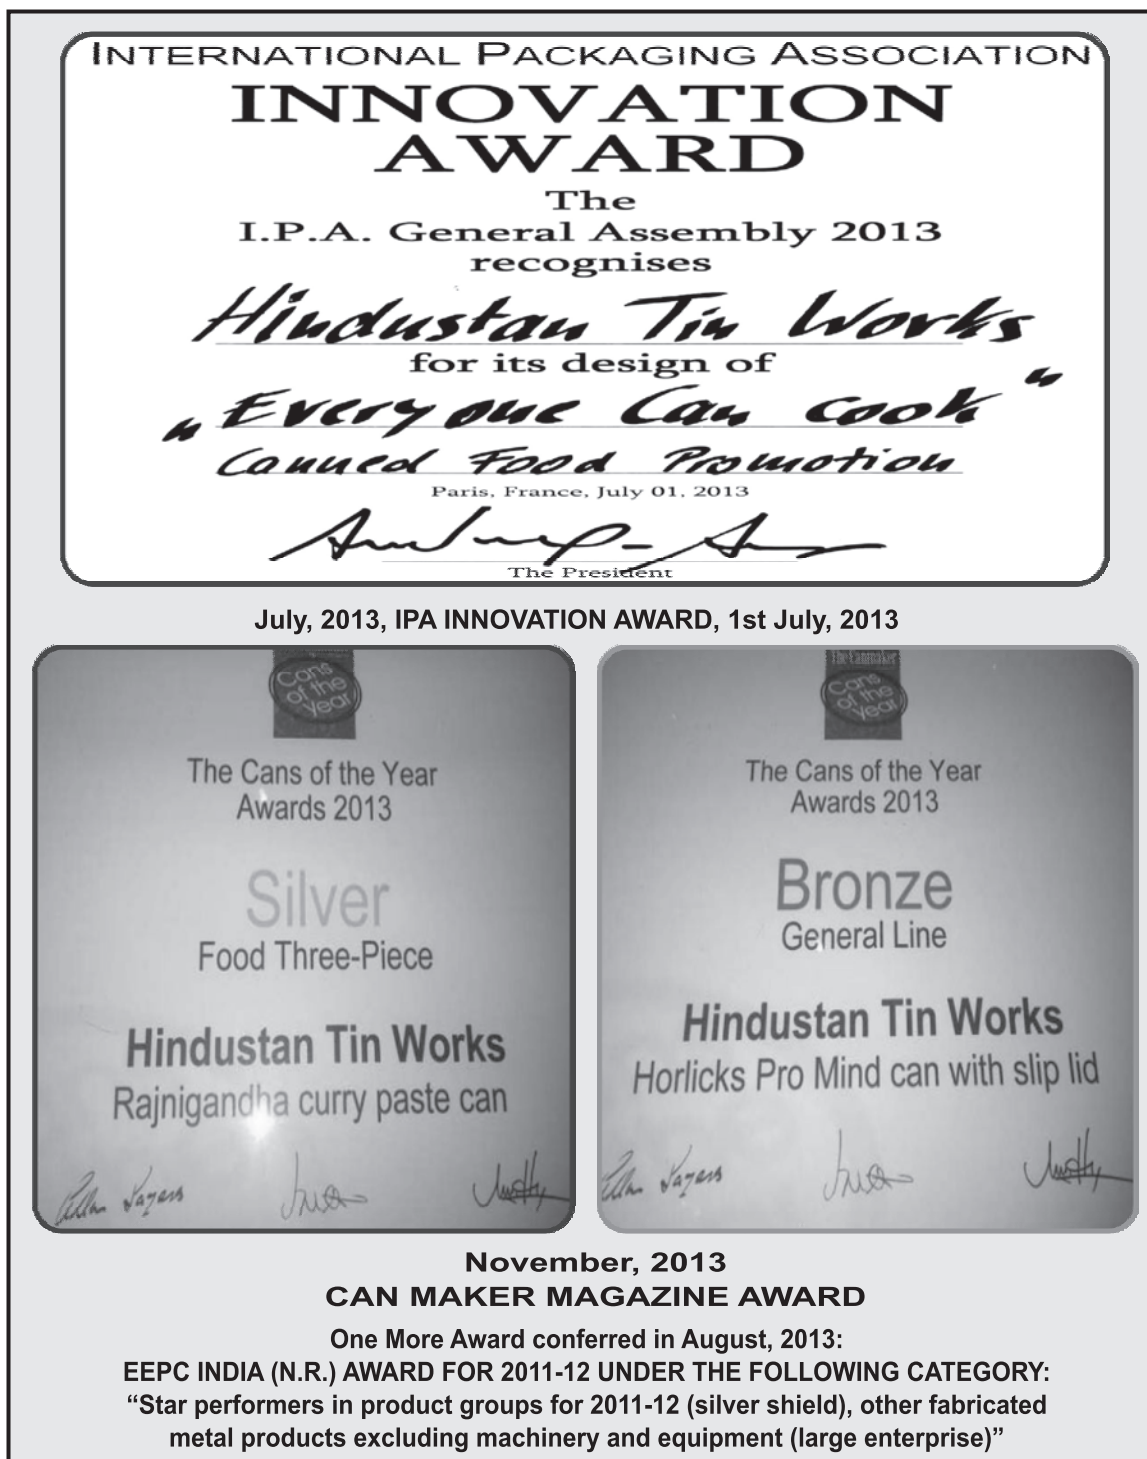 INTERNATIONAL PACKAGING ASSOCIATION
INNOVATION
AWARD
The
I.P.A. General Assembly 2013
recognises
Hindustan Tin Works
for its design of
„Everyone Can cook“
Canned Food Promotion
Paris, France, July 01, 2013
The President
July, 2013, IPA INNOVATION AWARD, 1st July, 2013
Cans
of the
year
The Cans of the Year
Awards 2013
Silver
Food Three-Piece
Hindustan Tin Works
Rajnigandha curry paste can
The Canmaker
Cans
of the
year
The Cans of the Year
Awards 2013
Bronze
General Line
Hindustan Tin Works
Horlicks Pro Mind can with slip lid
November, 2013
CAN MAKER MAGAZINE AWARD
One More Award conferred in August, 2013:
EEPC INDIA (N.R.) AWARD FOR 2011-12 UNDER THE FOLLOWING CATEGORY:
“Star performers in product groups for 2011-12 (silver shield), other fabricated
metal products excluding machinery and equipment (large enterprise)”